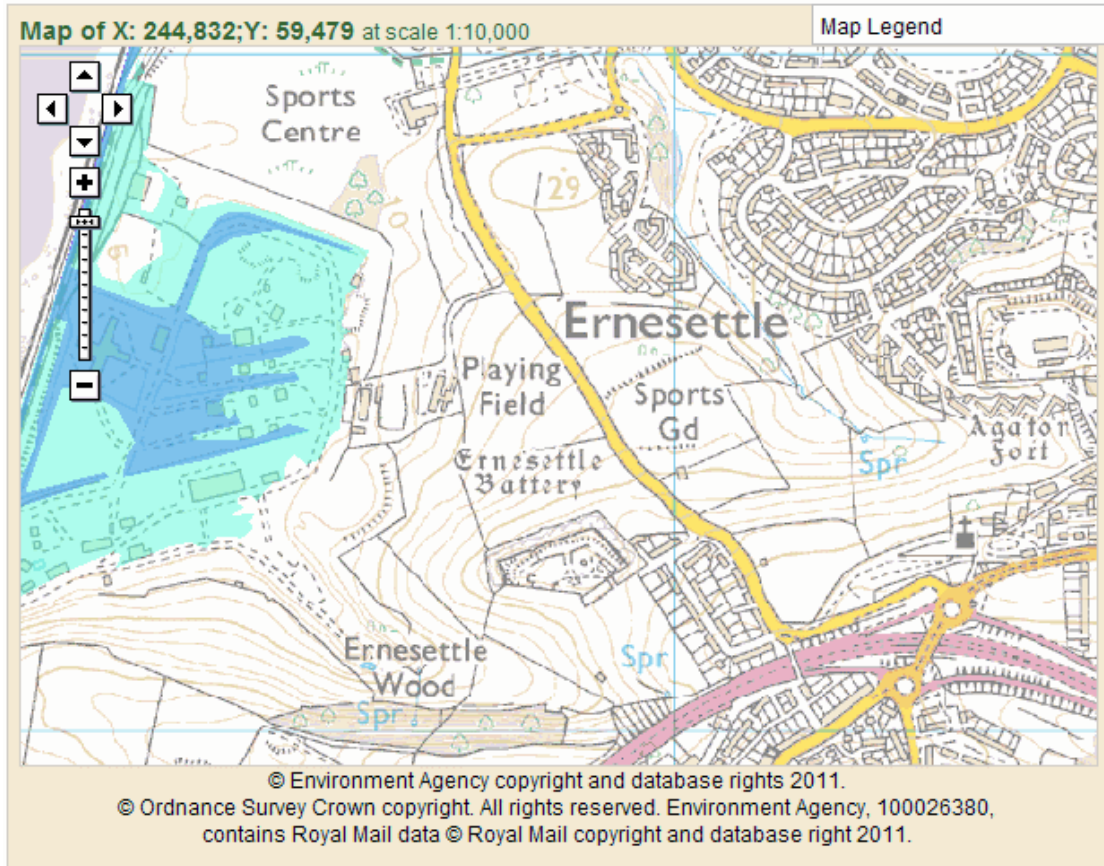 Map of X: 244,832;Y: 59,479 at scale 1:10,000
Map Legend
Sports
Centre
10
29
5
6
Ernesettle
Playing
Field
Sports
Gd
Agaton
Fort
Spr
Ernesettle
Battery
Ernesettle
Wood
Spr
Spr
© Environment Agency copyright and database rights 2011.
© Ordnance Survey Crown copyright. All rights reserved. Environment Agency, 100026380,
contains Royal Mail data © Royal Mail copyright and database right 2011.